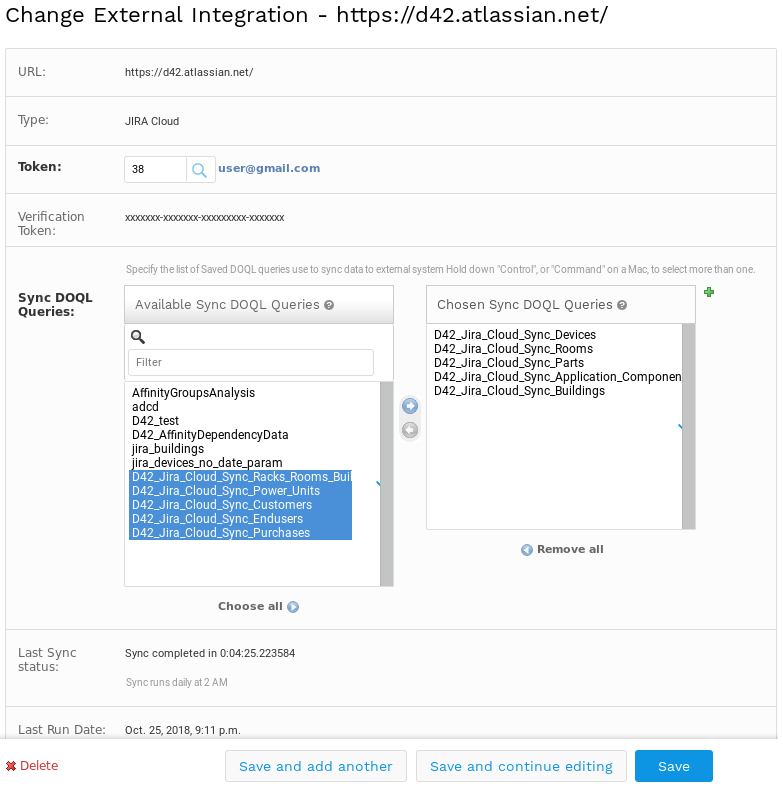 Change External Integration - https://d42.atlassian.net/
URL: https://d42.atlassian.net/
Type: JIRA Cloud
Token: 38 user@gmail.com
Verification
Token:
xxxxxxx-xxxxxxx-xxxxxxxxx-xxxxxxx
Specify the list of Saved DOQL queries use to sync data to external system Hold down "Control", or "Command" on a Mac, to select more than one.
Sync DOQL
Queries:
Available Sync DOQL Queries ?
Filter
AffinityGroupsAnalysis
adcd
D42_test
D42_AffinityDependencyData
jira_buildings
jira_devices_no_date_param
D42_Jira_Cloud_Sync_Racks_Rooms_Buil
D42_Jira_Cloud_Sync_Power_Units
D42_Jira_Cloud_Sync_Customers
D42_Jira_Cloud_Sync_Endusers
D42_Jira_Cloud_Sync_Purchases
Choose all
Chosen Sync DOQL Queries ?
D42_Jira_Cloud_Sync_Devices
D42_Jira_Cloud_Sync_Rooms
D42_Jira_Cloud_Sync_Parts
D42_Jira_Cloud_Sync_Application_Componen
D42_Jira_Cloud_Sync_Buildings
Remove all
Last Sync
status:
Sync completed in 0:04:25.223584
Sync runs daily at 2 AM
Last Run Date: Oct. 25, 2018, 9:11 p.m.
Delete
Save and add another
Save and continue editing
Save